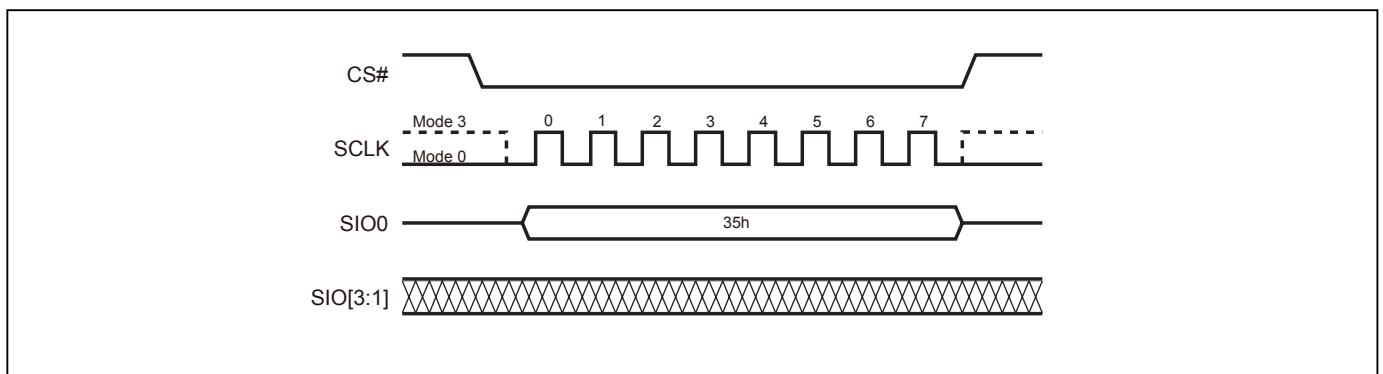 CS#
Mode 3 0 1 2 3 4 5 6 7
SCLK
Mode 0
SIO0 35h
SIO[3:1]